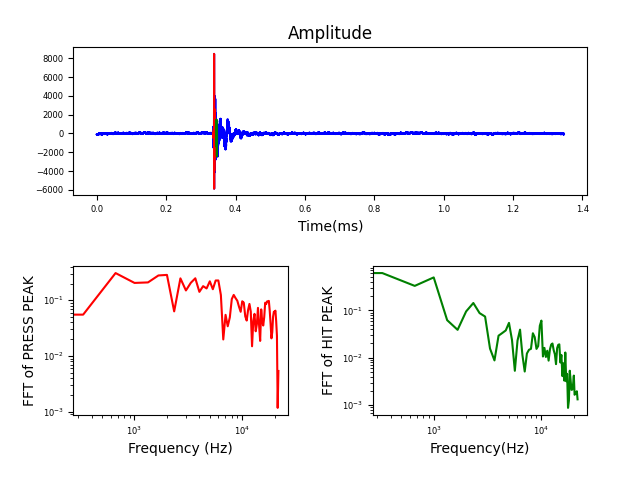 Amplitude
8000
6000
4000
2000
0
−2000
−4000
−6000
0.0 0.2 0.4 0.6 0.8 1.0 1.2 1.4
Time(ms)
FFT of PRESS PEAK
10⁻¹
10⁻²
10⁻³
10³ 10⁴
Frequency (Hz)
FFT of HIT PEAK
10⁻¹
10⁻²
10⁻³
10³ 10⁴
Frequency(Hz)